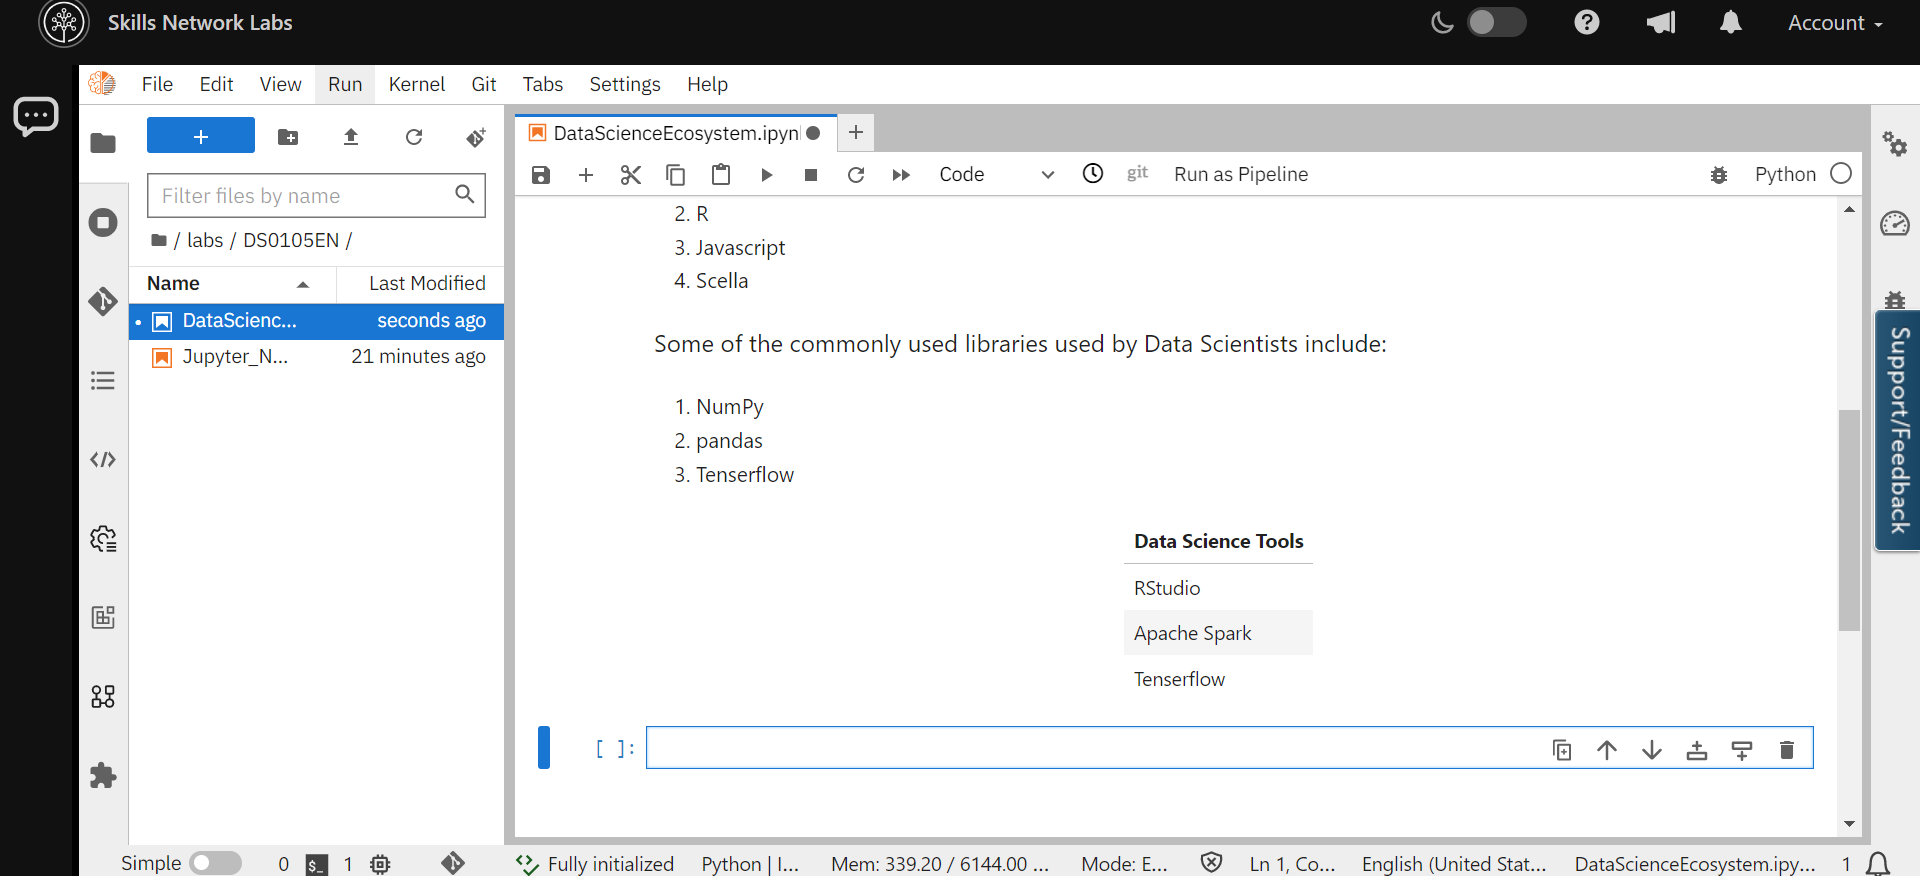 Skills Network Labs
Account
File Edit View Run Kernel Git Tabs Settings Help
+
DataScienceEcosystem.ipyn
+
Filter files by name
Code
git
Run as Pipeline
Python
/ labs / DS0105EN /
Name
Last Modified
DataScienc...
seconds ago
Jupyter_N...
21 minutes ago
2. R
3. Javascript
4. Scella
Some of the commonly used libraries used by Data Scientists include:
1. NumPy
2. pandas
3. Tenserflow
Data Science Tools
RStudio
Apache Spark
Tenserflow
[ ]:
Support/Feedback
Simple 0 $_ 1 Fully initialized Python | I... Mem: 339.20 / 6144.00 ... Mode: E... Ln 1, Co... English (United Stat... DataScienceEcosystem.ipy... 1